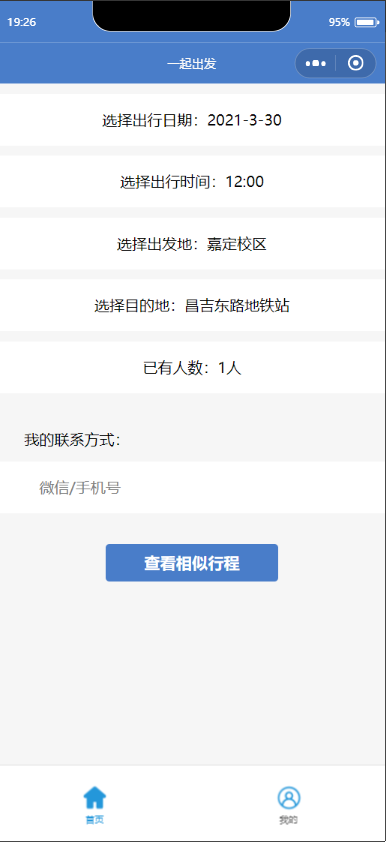 19:26
95%
一起出发
选择出行日期：2021-3-30
选择出行时间：12:00
选择出发地：嘉定校区
选择目的地：昌吉东路地铁站
已有人数：1人
我的联系方式：
微信/手机号
查看相似行程
首页
我的